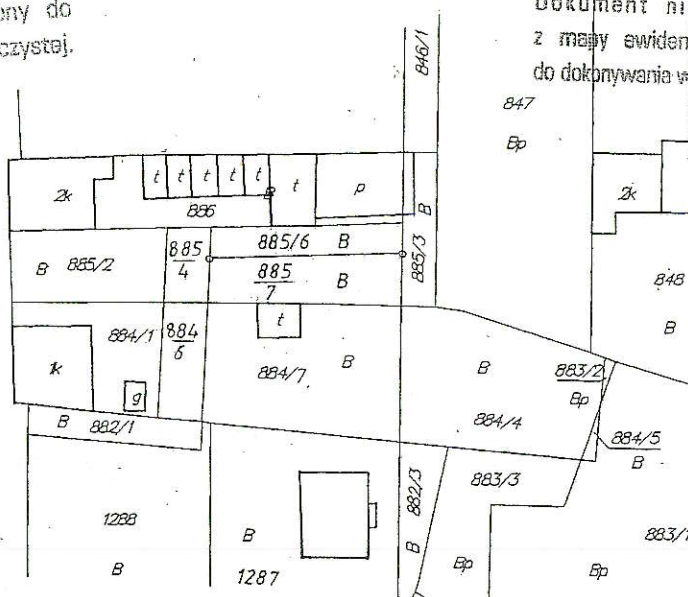 ony do
czystej.
Dokument ni
z mapy ewiden
do dokonywania w
846/1
847
Bp
2k
t
t
t
t
t
t
p
B
886
B
2k
B
885/2
885
4
885/6
B
885
7
B
885/3
848
B
884/1
884
6
t
1k
g
884/7
B
B
883/2
Bp
884/4
884/5
B
B
882/1
882/3
B
883/3
1288
B
B
1287
Bp
883/1
Bp